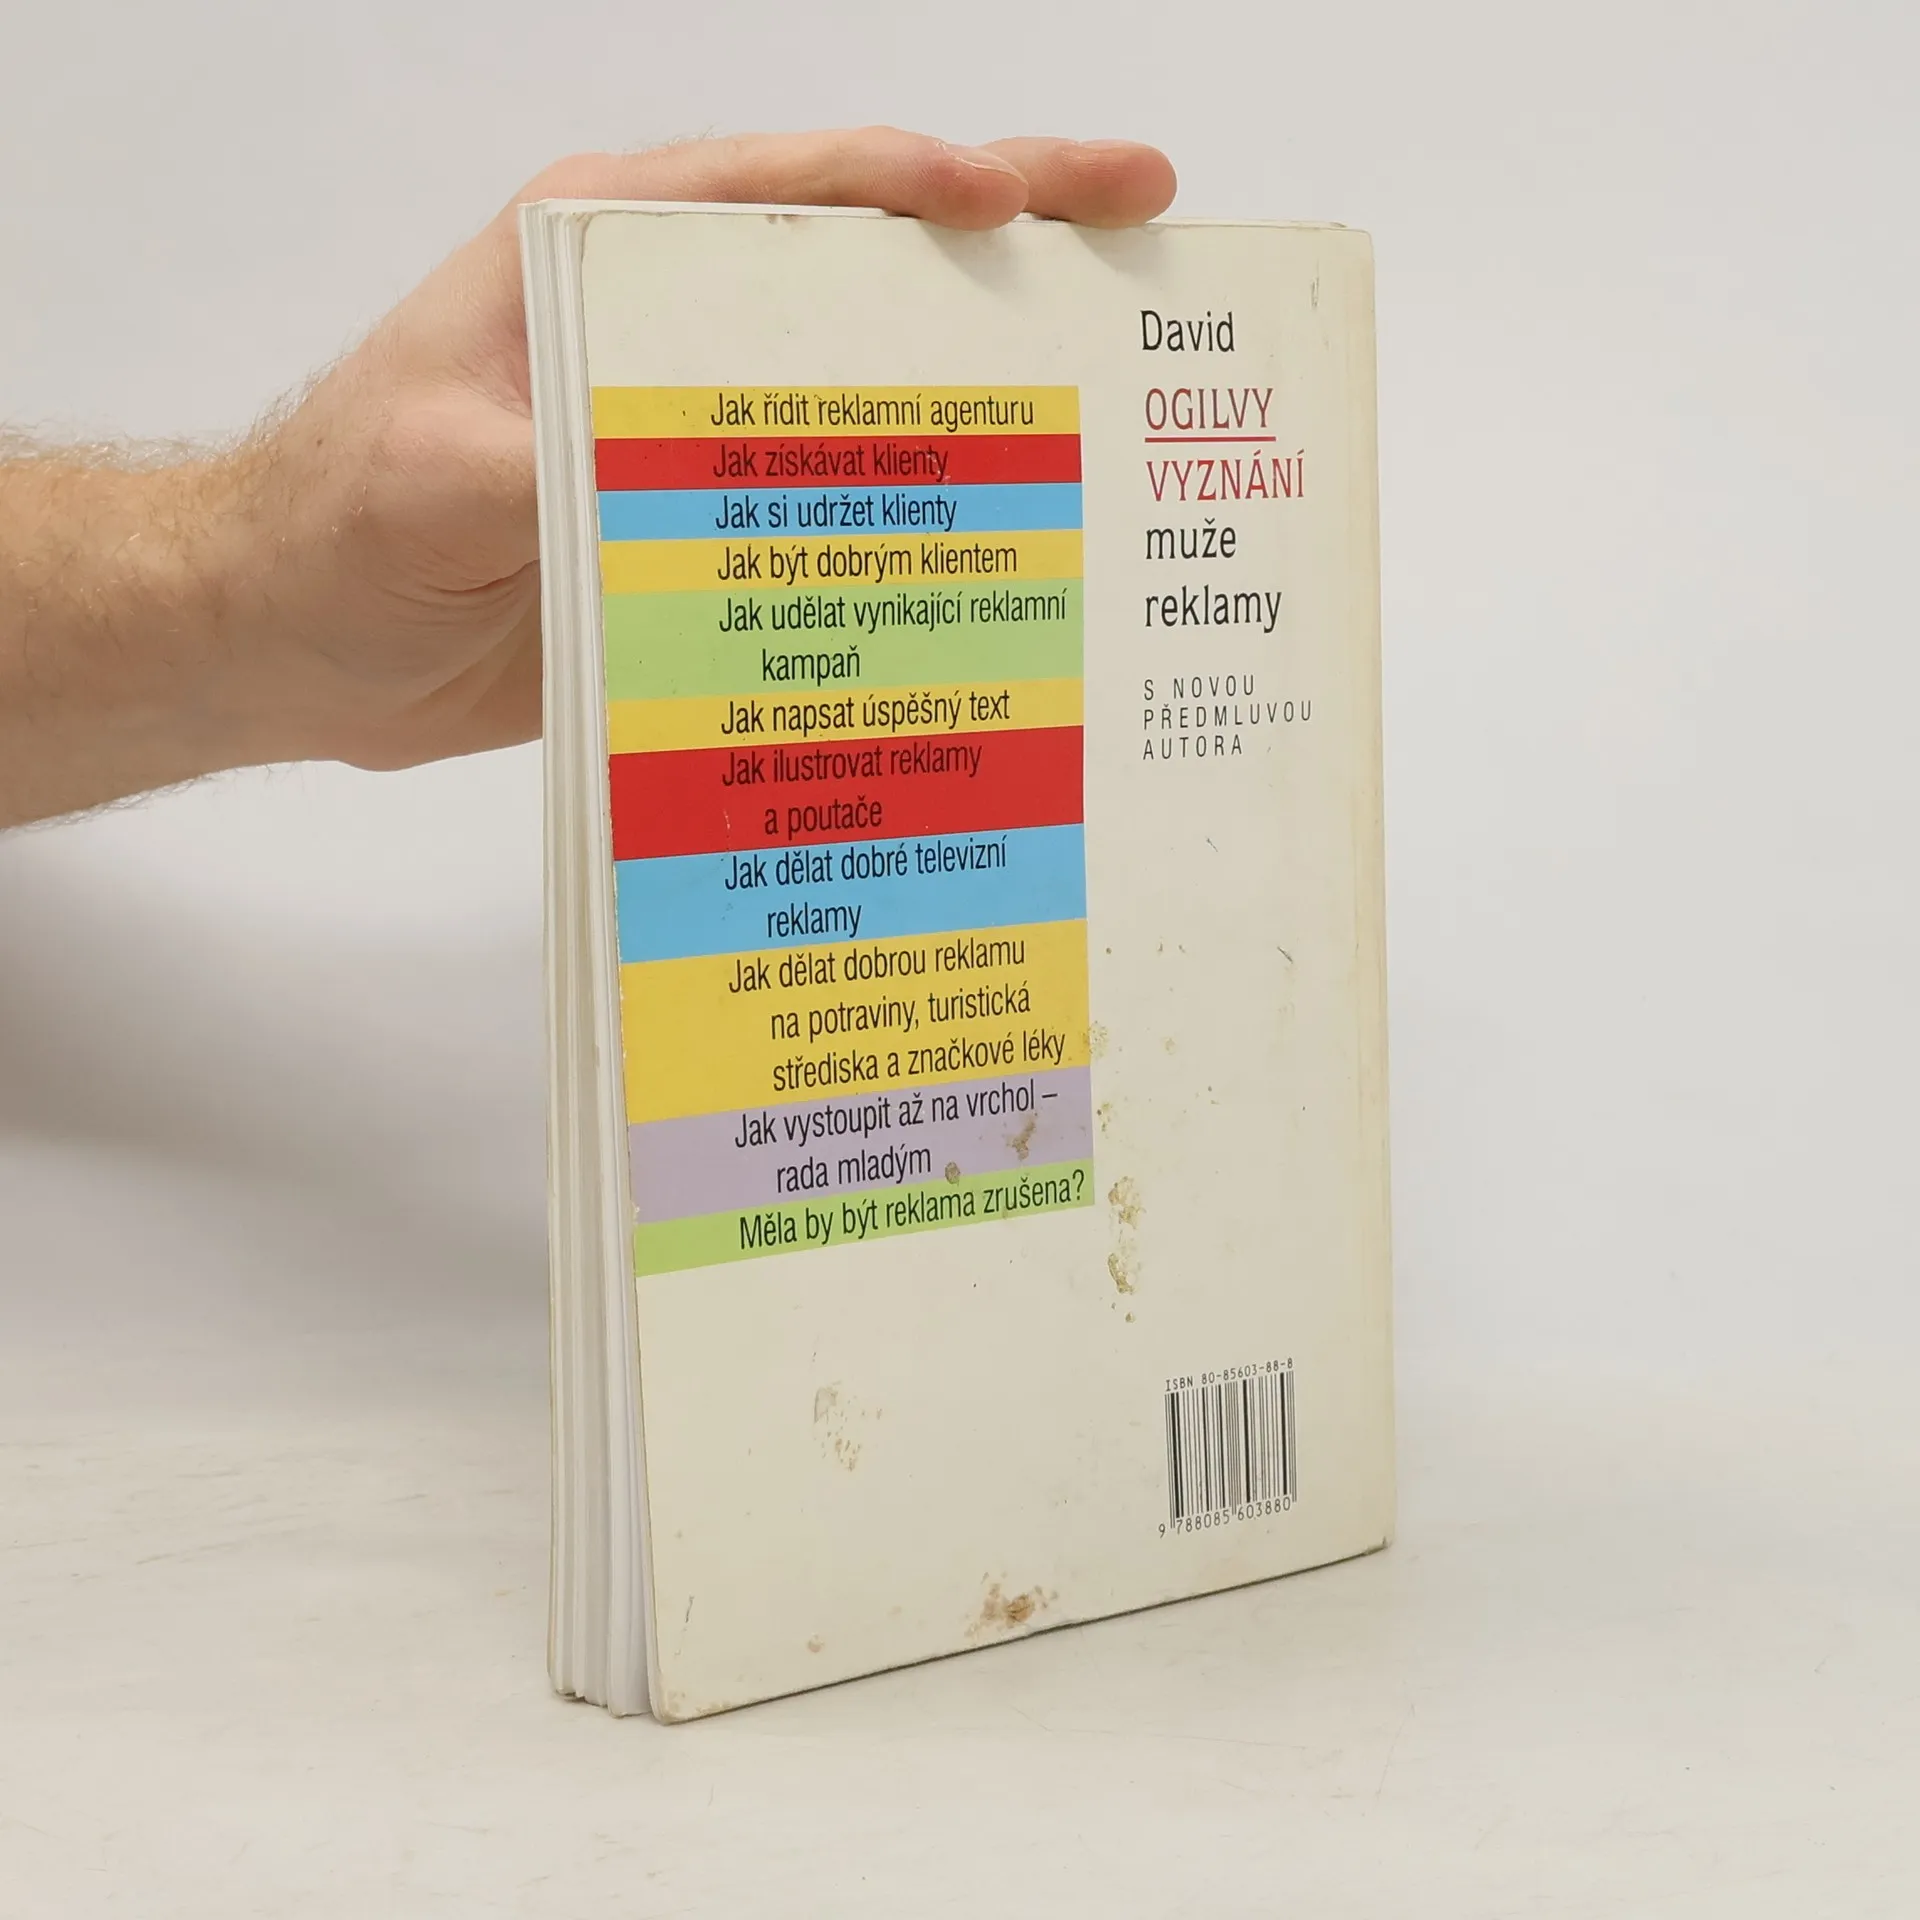 Jak řídit reklamní agenturu
Jak získávat klienty
Jak si udržet klienty
Jak být dobrým klientem
Jak udělat vynikající reklamní
kampaň
Jak napsat úspěšný text
Jak ilustrovat reklamy
a poutače
Jak dělat dobré televizní
reklamy
Jak dělat dobrou reklamu
na potraviny, turistická
střediska a značkové léky
Jak vystoupit až na vrchol –
rada mladým
Měla by být reklama zrušena?
David
OGILVY
VYZNÁNÍ
muže
reklamy
S NOVOU
PŘEDMLUVOU
AUTORA
ISBN 80-85603-88-8
9 788085 603880